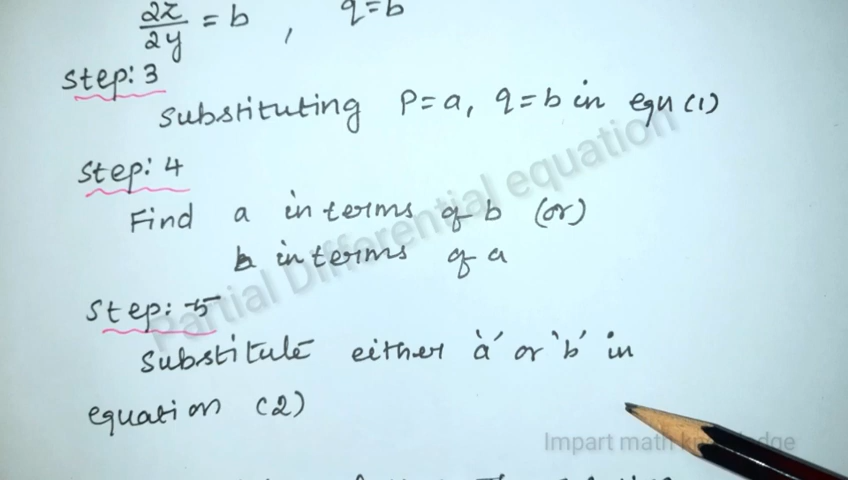 ∂z/∂y = b , q=b
Step: 3
Substituting P=a, q=b in equ (1)
Step: 4
Find a in terms of b (or)
b in terms of a
Step: 5
Substitute either 'a' or 'b' in
equation (2)
Partial Differential equation
Impart math knowledge